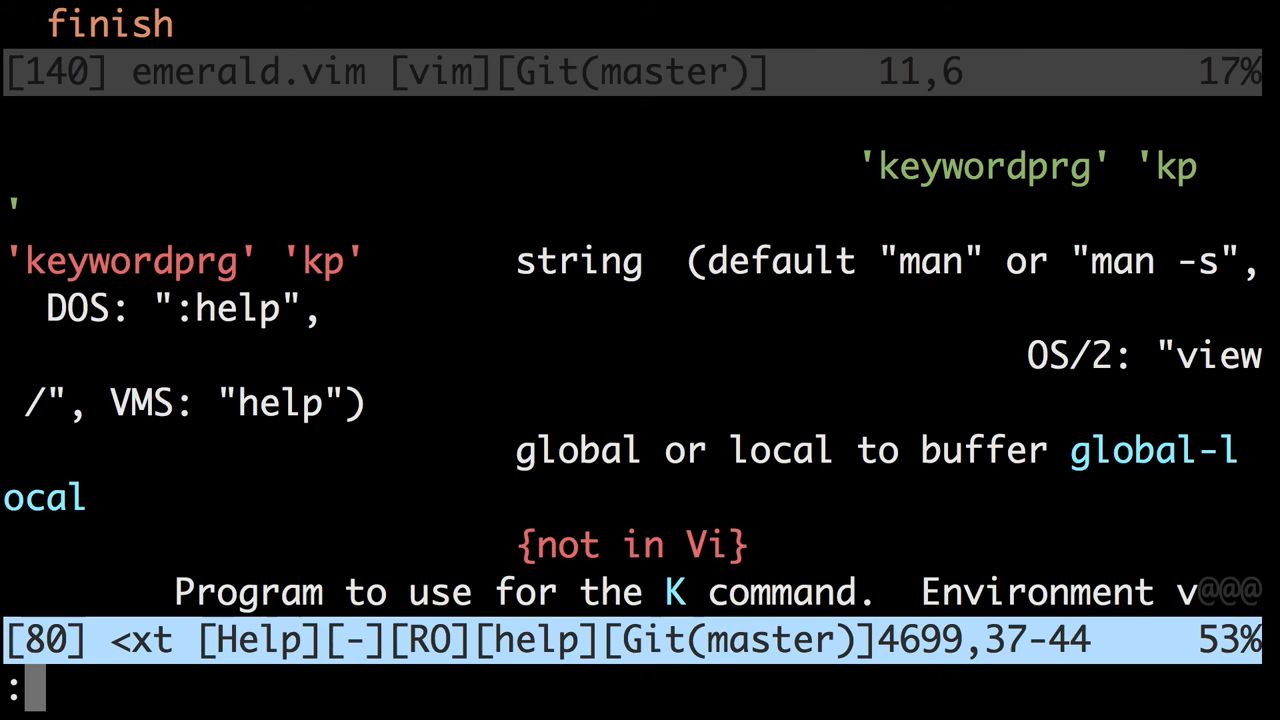 finish
[140] emerald.vim [vim][Git(master)] 11,6 17%
'keywordprg' 'kp
'
'keywordprg' 'kp' string (default "man" or "man -s",
DOS: ":help",
OS/2: "view
/", VMS: "help")
global or local to buffer global-l
ocal
{not in Vi}
Program to use for the K command. Environment v@@@
[80] <xt [Help][-][RO][help][Git(master)]4699,37-44 53%
: